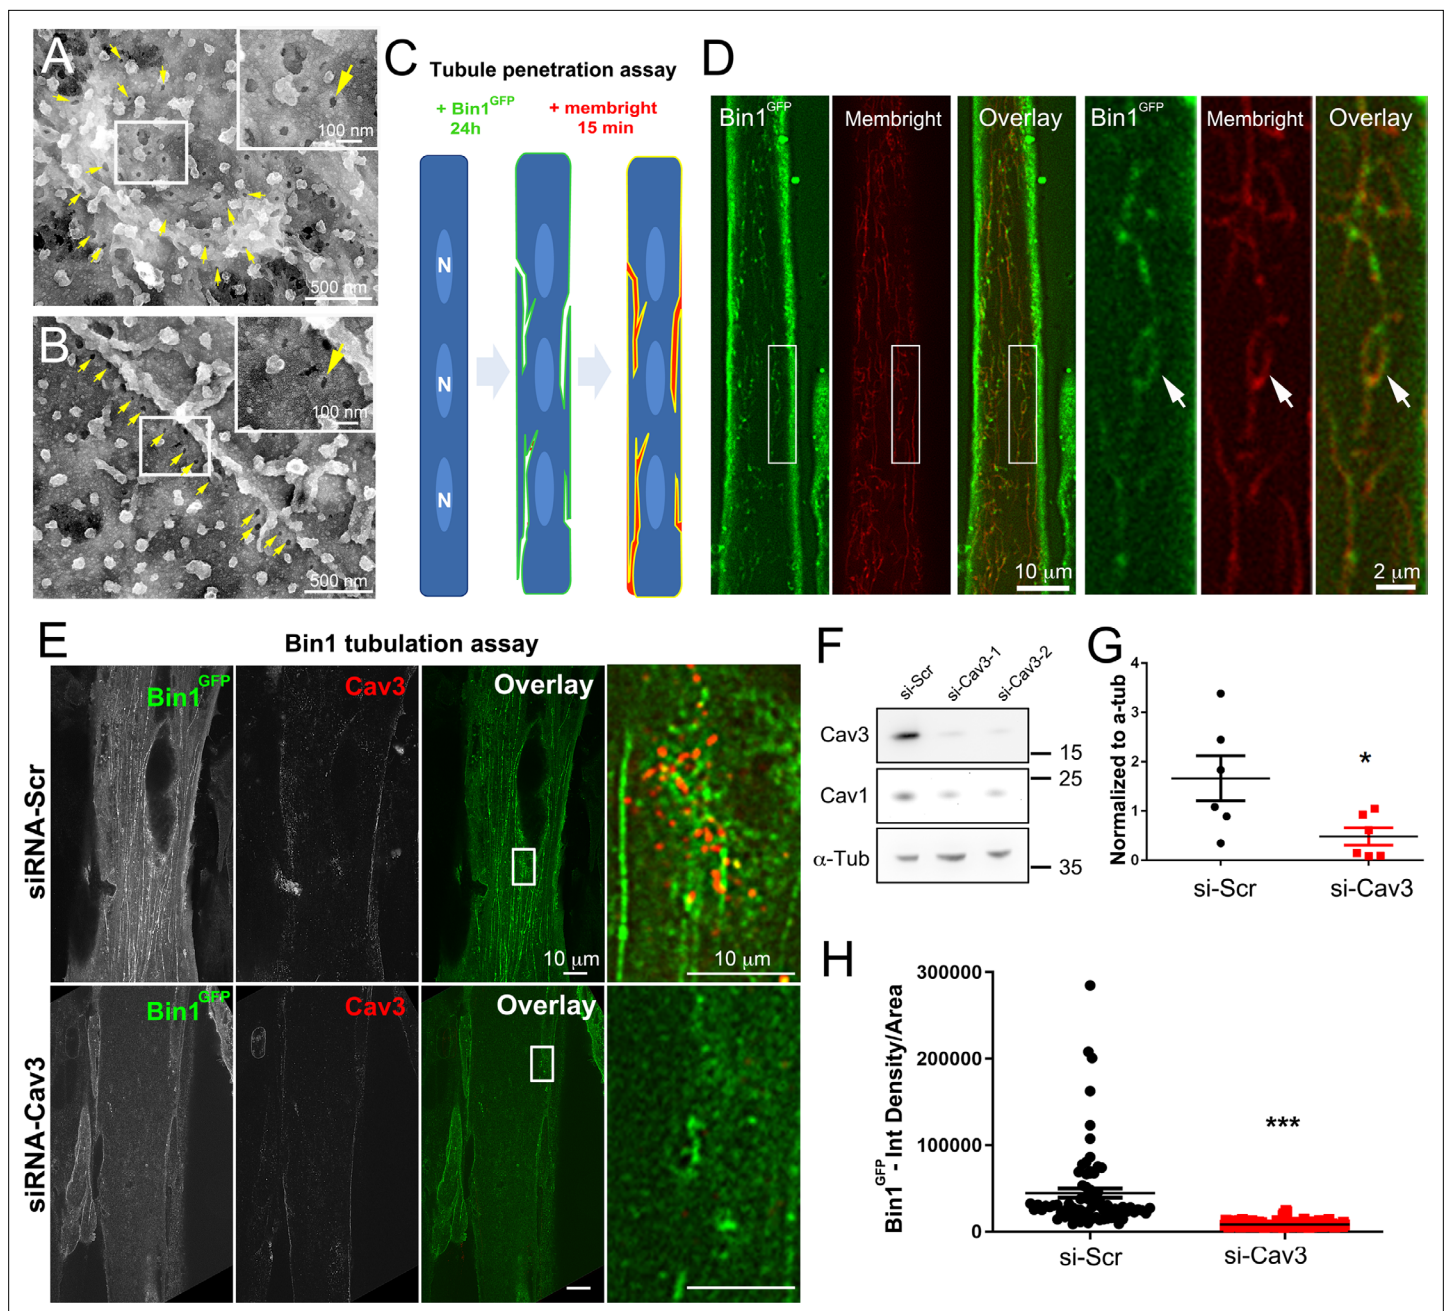 A
100 nm
500 nm
B
100 nm
500 nm
C
Tubule penetration assay
+ Bin1GFP
24h
+ membright
15 min
N
N
N
D
Bin1GFP
Membright
Overlay
10 μm
Bin1GFP
Membright
Overlay
2 μm
E
Bin1 tubulation assay
siRNA-Scr
Bin1GFP
Cav3
Overlay
10 μm
10 μm
siRNA-Cav3
Bin1GFP
Cav3
Overlay
F
si-Scr
si-Cav3-1
si-Cav3-2
Cav3
15
Cav1
25
α-Tub
35
G
Normalized to a-tub
4
3
2
1
0
*
si-Scr
si-Cav3
H
Bin1GFP - Int Density/Area
300000
200000
100000
0
***
si-Scr
si-Cav3